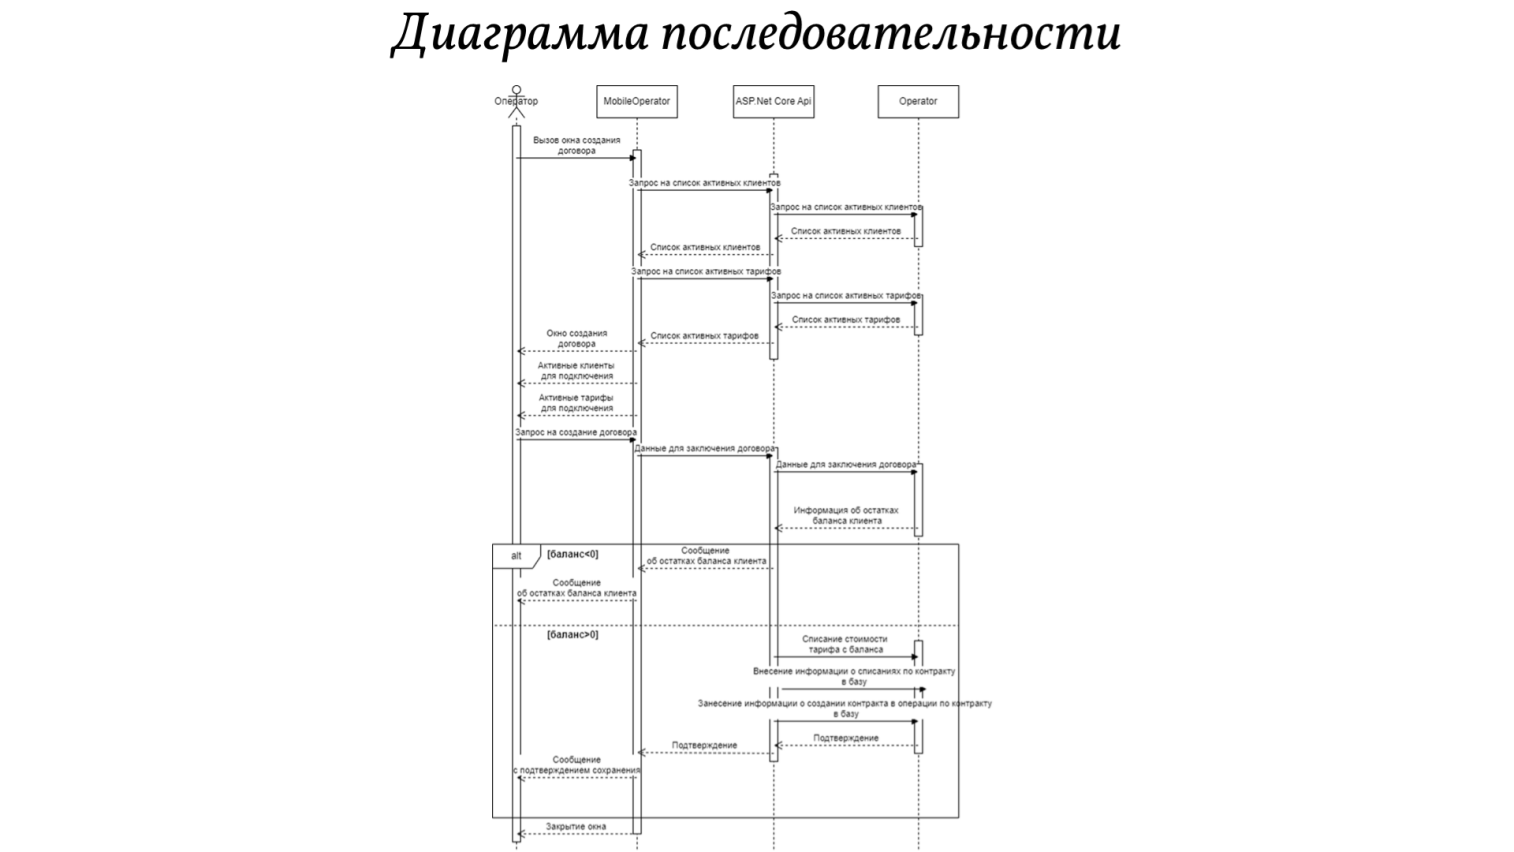 Диаграмма последовательности
Оператор
MobileOperator
ASP.Net Core Api
Operator
Вызов окна создания
договора
Запрос на список активных клиентов
Запрос на список активных клиентов
Список активных клиентов
Список активных клиентов
Запрос на список активных тарифов
Запрос на список активных тарифов
Список активных тарифов
Список активных тарифов
Окно создания
договора
Активные клиенты
для подключения
Активные тарифы
для подключения
Запрос на создание договора
Данные для заключения договора
Данные для заключения договора
Информация об остатках
баланса клиента
alt
[баланс<0]
Сообщение
об остатках баланса клиента
Сообщение
об остатках баланса клиента
[баланс>0]
Списание стоимости
тарифа с баланса
Внесение информации о списаниях по контракту
в базу
Занесение информации о создании контракта в операции по контракту
в базу
Подтверждение
Подтверждение
Сообщение
с подтверждением сохранения
Закрытие окна